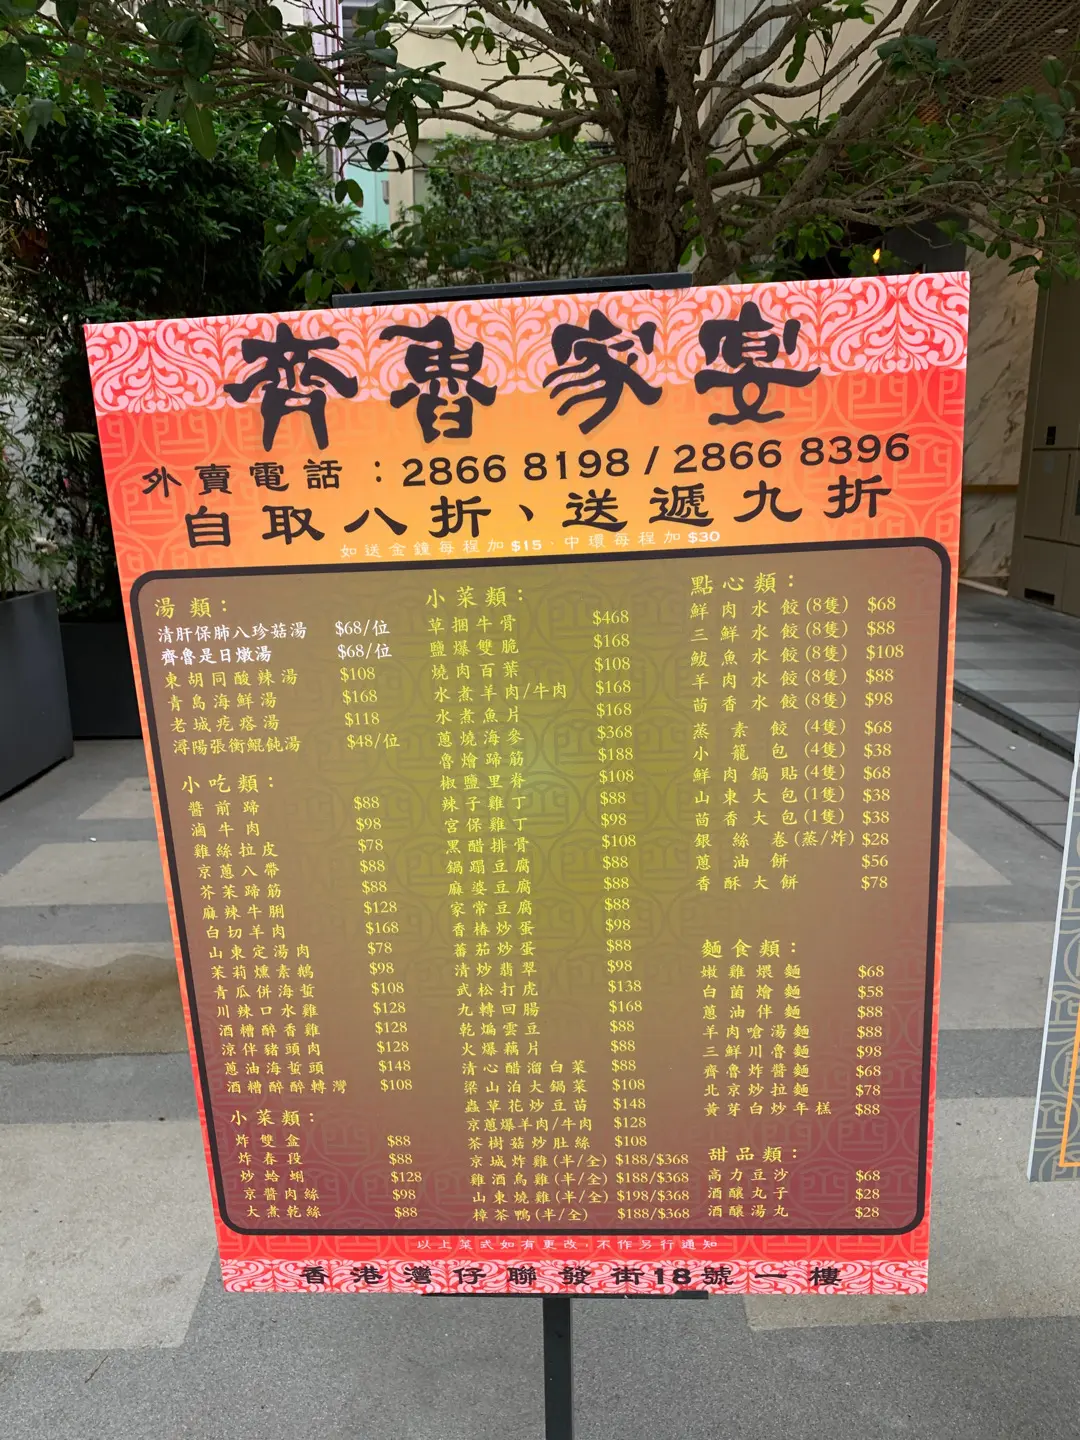 齊魯家宴
外賣電話：2866 8198 / 2866 8396
自取八折、送遞九折
如送金鐘每程加$15、中環每程加$30
湯類：
清肝保肺八珍菇湯 $68/位
齊魯是日燉湯 $68/位
東胡同酸辣湯 $108
青島海鮮湯 $168
老城疙瘩湯 $118
潯陽張衡鯤飩湯 $48/位
小吃類：
醬前蹄 $88
滷牛肉 $98
雞絲拉皮 $78
京蔥八帶 $88
芥茉蹄筋 $88
麻辣牛腒 $128
白切羊肉 $168
山東定湯肉 $78
茉莉燻素鵝 $98
青瓜併海蜇 $108
川辣口水雞 $128
酒糟醉香雞 $128
涼伴豬頭肉 $128
蔥油海蜇頭 $148
酒糟醉醉轉灣 $108
小菜類：
炸雙盒 $88
炸春段 $88
炒蛤蜊 $128
京醬肉絲 $98
大煮乾絲 $88
小菜類：
草捆牛骨 $468
鹽爆雙脆 $168
燒肉百葉 $108
水煮羊肉/牛肉 $168
水煮魚片 $168
蔥燒海參 $368
魯燴蹄筋 $188
椒鹽里脊 $108
辣子雞丁 $88
宮保雞丁 $98
黑醋排骨 $108
鍋塌豆腐 $88
麻婆豆腐 $88
家常豆腐 $88
香椿炒蛋 $98
蕃茄炒蛋 $88
清炒翡翠 $98
武松打虎 $138
九轉回腸 $168
乾煸雲豆 $88
火爆藕片 $88
清心醋溜白菜 $88
梁山泊大鍋菜 $108
蟲草花炒豆苗 $148
京蔥爆羊肉/牛肉 $128
茶樹菇炒肚絲 $108
京城炸雞(半/全) $188/$368
雞酒烏雞(半/全) $188/$368
山東燒雞(半/全) $198/$368
樟茶鴨(半/全) $188/$368
點心類：
鮮肉水餃(8隻) $68
三鮮水餃(8隻) $88
鮁魚水餃(8隻) $108
羊肉水餃(8隻) $88
茴香水餃(8隻) $98
蒸素餃(4隻) $68
小籠包(4隻) $38
鮮肉鍋貼(4隻) $68
山東大包(1隻) $38
茴香大包(1隻) $38
銀絲卷(蒸/炸) $28
蔥油餅 $56
香酥大餅 $78
麵食類：
嫩雞煨麵 $68
白菌燴麵 $58
蔥油伴麵 $88
羊肉嗆湯麵 $88
三鮮川魯麵 $98
齊魯炸醬麵 $68
北京炒拉麵 $78
黃芽白炒年糕 $88
甜品類：
高力豆沙 $68
酒釀丸子 $28
酒釀湯丸 $28
以上菜式如有更改，不作另行通知
香港灣仔聯發街18號一樓